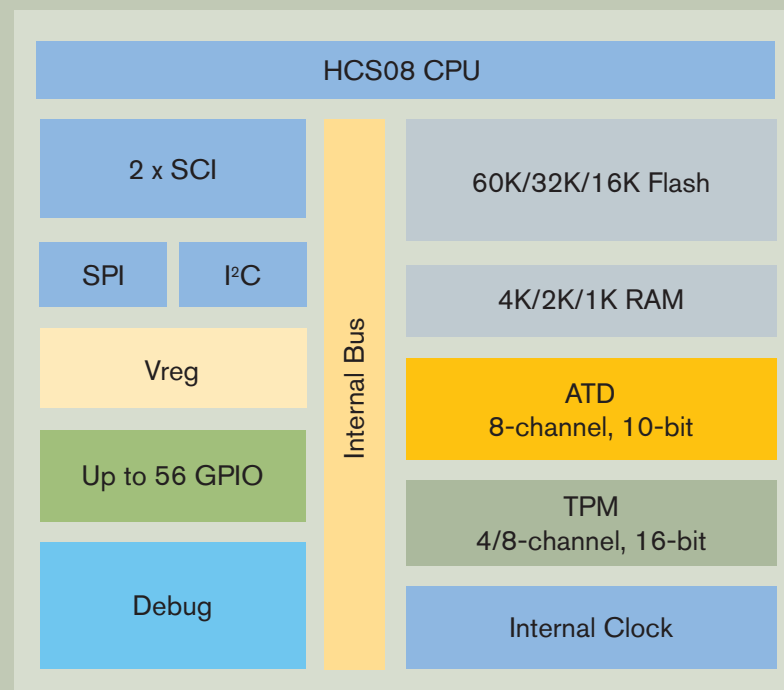 HCS08 CPU
2 x SCI
SPI
I²C
Vreg
Up to 56 GPIO
Debug
Internal Bus
60K/32K/16K Flash
4K/2K/1K RAM
ATD
8-channel, 10-bit
TPM
4/8-channel, 16-bit
Internal Clock